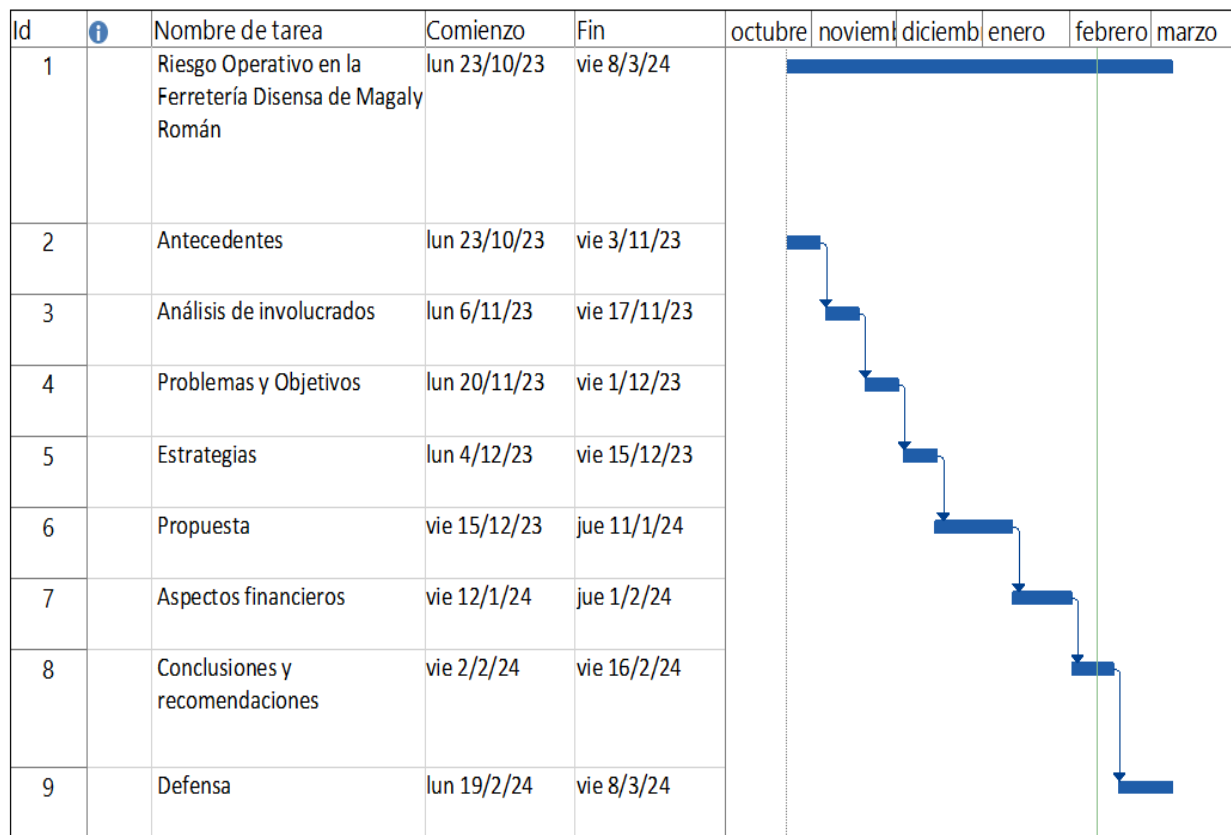 Id Nombre de tarea Comienzo Fin octubre noviemb diciemb enero febrero marzo
1 Riesgo Operativo en la lun 23/10/23 vie 8/3/24
Ferretería Disensa de Magaly
Román
2 Antecedentes lun 23/10/23 vie 3/11/23
3 Análisis de involucrados lun 6/11/23 vie 17/11/23
4 Problemas y Objetivos lun 20/11/23 vie 1/12/23
5 Estrategias lun 4/12/23 vie 15/12/23
6 Propuesta vie 15/12/23 jue 11/1/24
7 Aspectos financieros vie 12/1/24 jue 1/2/24
8 Conclusiones y vie 2/2/24 vie 16/2/24
recomendaciones
9 Defensa lun 19/2/24 vie 8/3/24